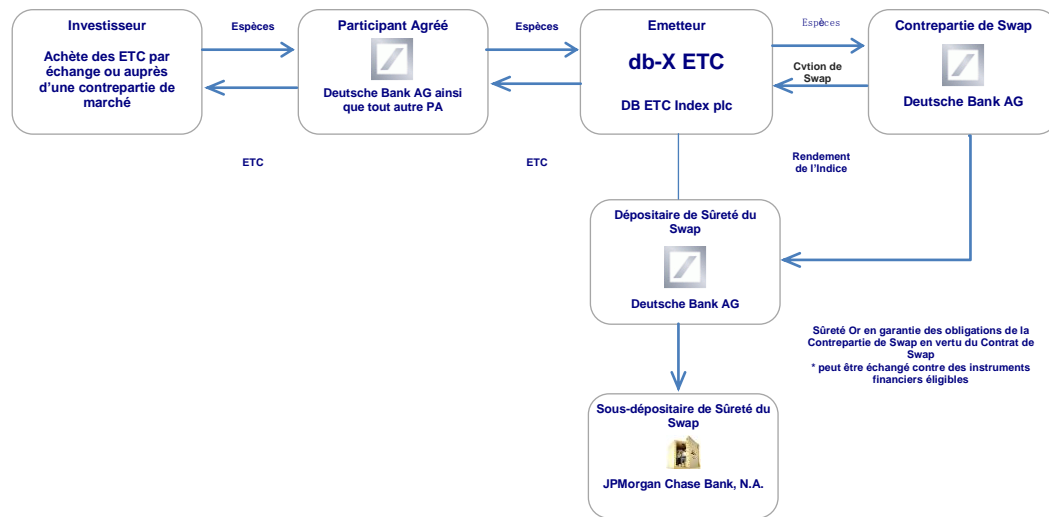 Investisseur
Achète des ETC par
échange ou auprès
d'une contrepartie de
marché
Espèces
ETC
Participant Agréé
Deutsche Bank AG ainsi
que tout autre PA
Espèces
ETC
Emetteur
db-X ETC
DB ETC Index plc
Espèces
Cvtion de
Swap
Rendement
de l'Indice
Contrepartie de Swap
Deutsche Bank AG
Dépositaire de Sûreté du
Swap
Deutsche Bank AG
Sûreté Or en garantie des obligations de la
Contrepartie de Swap en vertu du Contrat de
Swap
* peut être échangé contre des instruments
financiers éligibles
Sous-dépositaire de Sûreté du
Swap
JPMorgan Chase Bank, N.A.